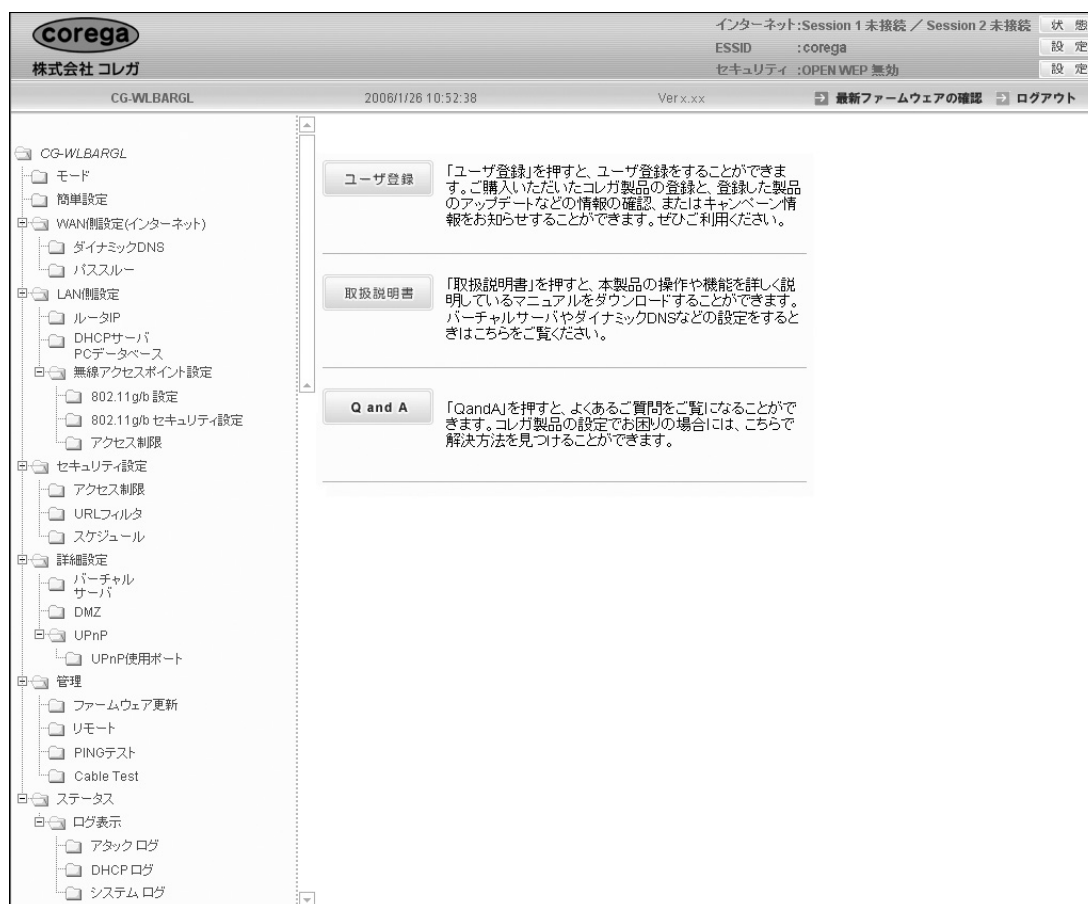 corega
株式会社 コレガ
インターネット:Session 1 未接続 ／ Session 2 未接続 状 態
ESSID :corega 設 定
セキュリティ :OPEN WEP 無効 設 定
CG-WLBARGL 2006/1/26 10:52:38 Ver x.xx 最新ファームウェアの確認 ログアウト
CG-WLBARGL
モード
簡単設定
WAN側設定(インターネット)
ダイナミックDNS
パススルー
LAN側設定
ルータIP
DHCPサーバ
PCデータベース
無線アクセスポイント設定
802.11g/b 設定
802.11g/b セキュリティ設定
アクセス制限
セキュリティ設定
アクセス制限
URLフィルタ
スケジュール
詳細設定
バーチャル
サーバ
DMZ
UPnP
UPnP使用ポート
管理
ファームウェア更新
リモート
PINGテスト
Cable Test
ステータス
ログ表示
アタック ログ
DHCP ログ
システム ログ
ユーザ登録
「ユーザ登録」を押すと、ユーザ登録をすることができま
す。ご購入いただいたコレガ製品の登録と、登録した製品
のアップデートなどの情報の確認、またはキャンペーン情
報をお知らせすることができます。ぜひご利用ください。
取扱説明書
「取扱説明書」を押すと、本製品の操作や機能を詳しく説
明しているマニュアルをダウンロードすることができます。
バーチャルサーバやダイナミックDNSなどの設定をすると
きはこちらをご覧ください。
Q and A
「QandA」を押すと、よくあるご質問をご覧になることがで
きます。コレガ製品の設定でお困りの場合には、こちらで
解決方法を見つけることができます。